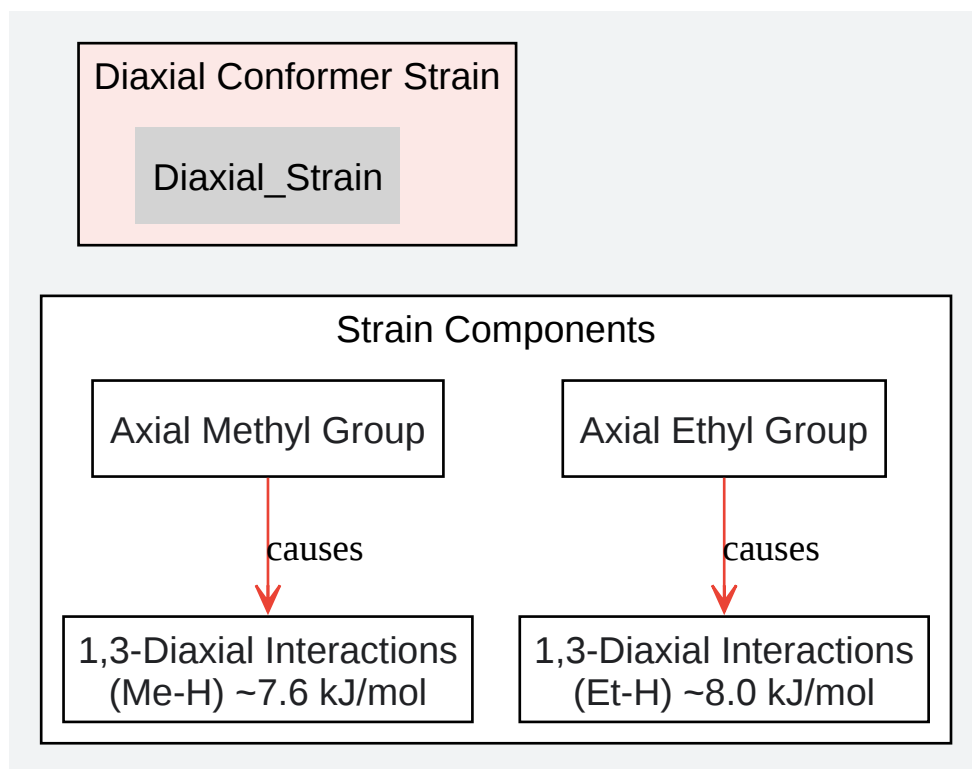 Diaxial Conformer Strain
Diaxial_Strain
Strain Components
Axial Methyl Group
Axial Ethyl Group
causes
causes
1,3-Diaxial Interactions
(Me-H) ~7.6 kJ/mol
1,3-Diaxial Interactions
(Et-H) ~8.0 kJ/mol